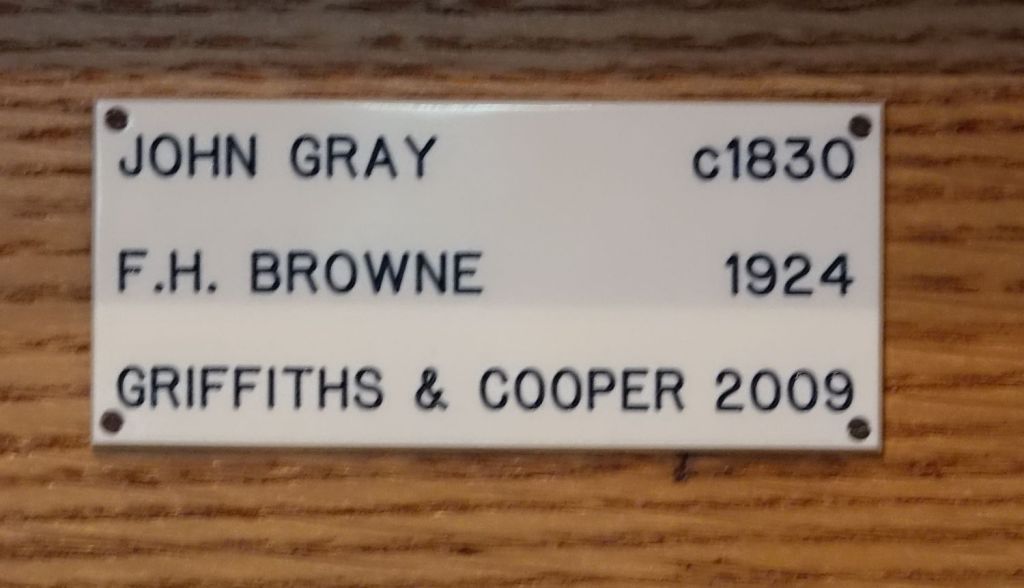 JOHN GRAY c1830
F.H. BROWNE 1924
GRIFFITHS & COOPER 2009